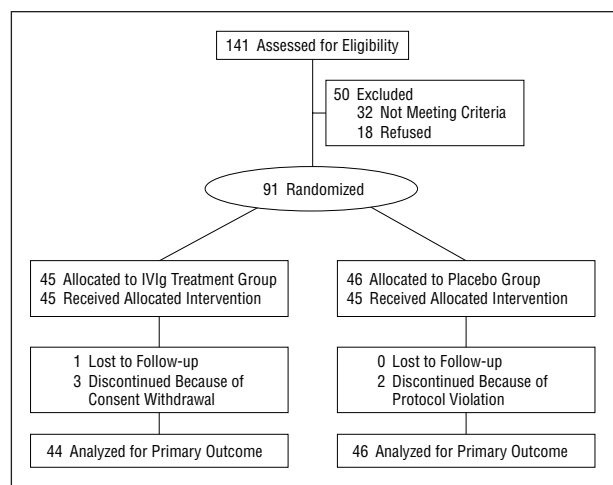 141 Assessed for Eligibility
50 Excluded
32 Not Meeting Criteria
18 Refused
91 Randomized
45 Allocated to IVIg Treatment Group
45 Received Allocated Intervention
46 Allocated to Placebo Group
45 Received Allocated Intervention
1 Lost to Follow-up
3 Discontinued Because of
Consent Withdrawal
0 Lost to Follow-up
2 Discontinued Because of
Protocol Violation
44 Analyzed for Primary Outcome
46 Analyzed for Primary Outcome